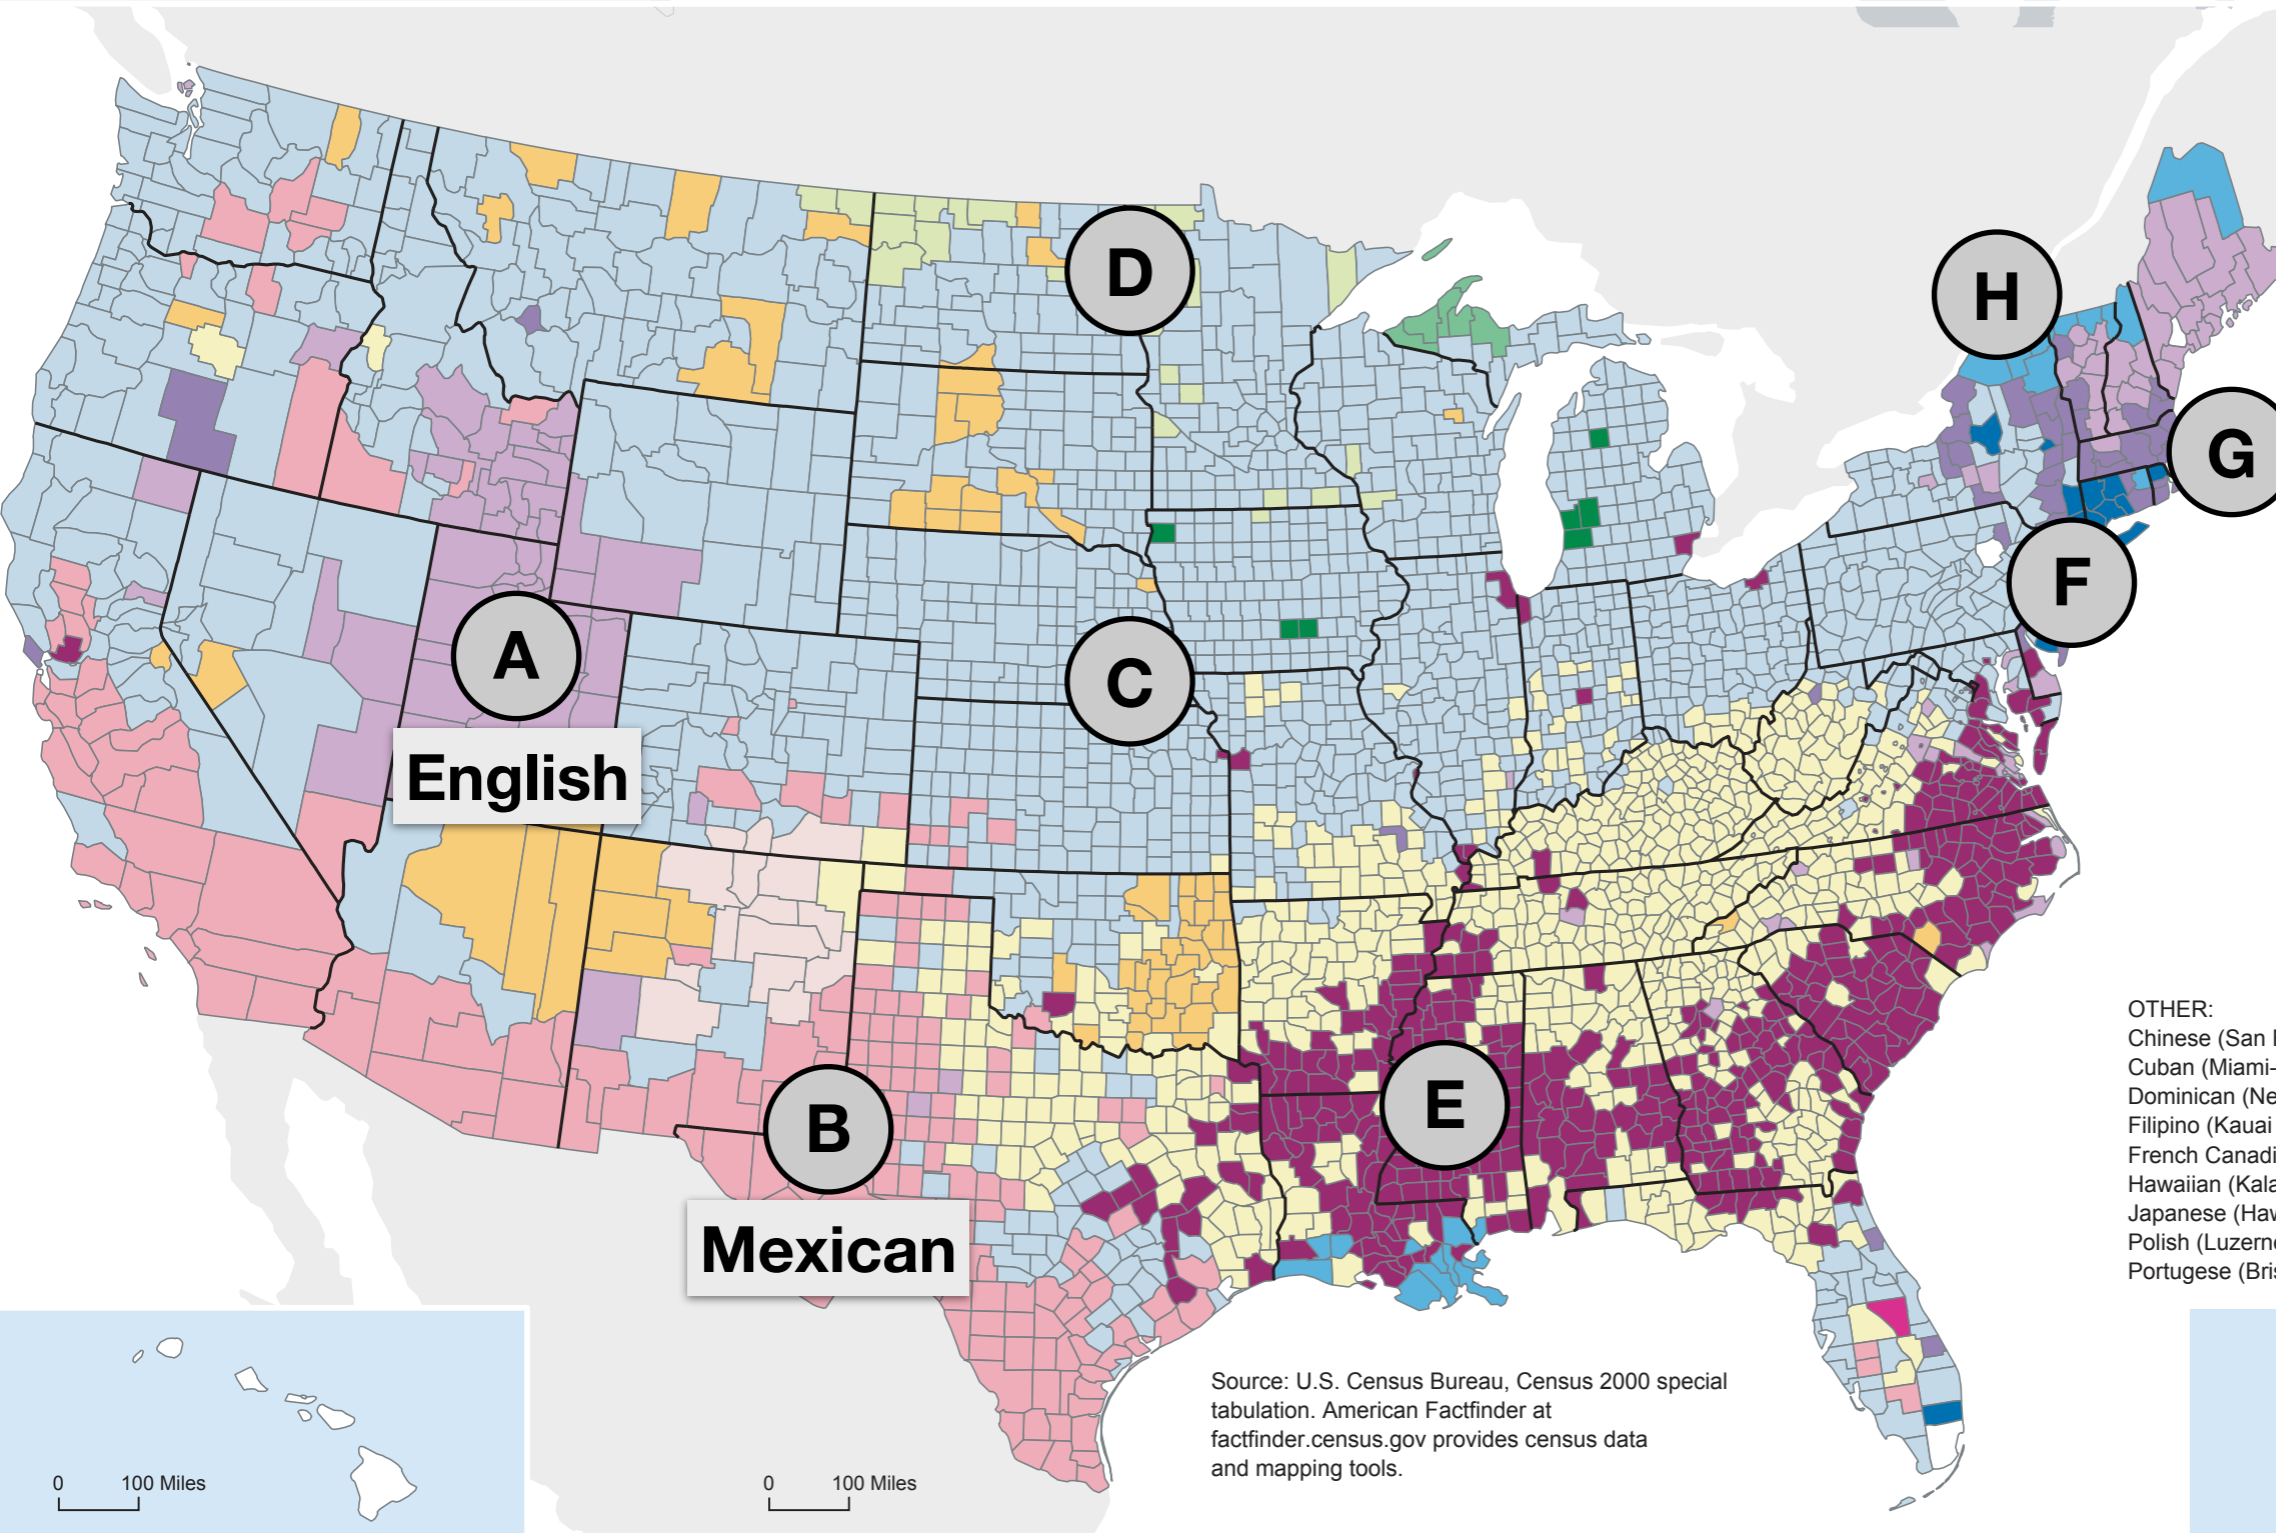 D
H
G
F
A
English
C
E
B
Mexican
OTHER:
Chinese (San
Cuban (Miami-
Dominican (Ne
Filipino (Kauai
French Canadi
Hawaiian (Kala
Japanese (Hav
Polish (Luzerne
Portugese (Bris
Source: U.S. Census Bureau, Census 2000 special
tabulation. American Factfinder at
factfinder.census.gov provides census data
and mapping tools.
0 100 Miles
0 100 Miles